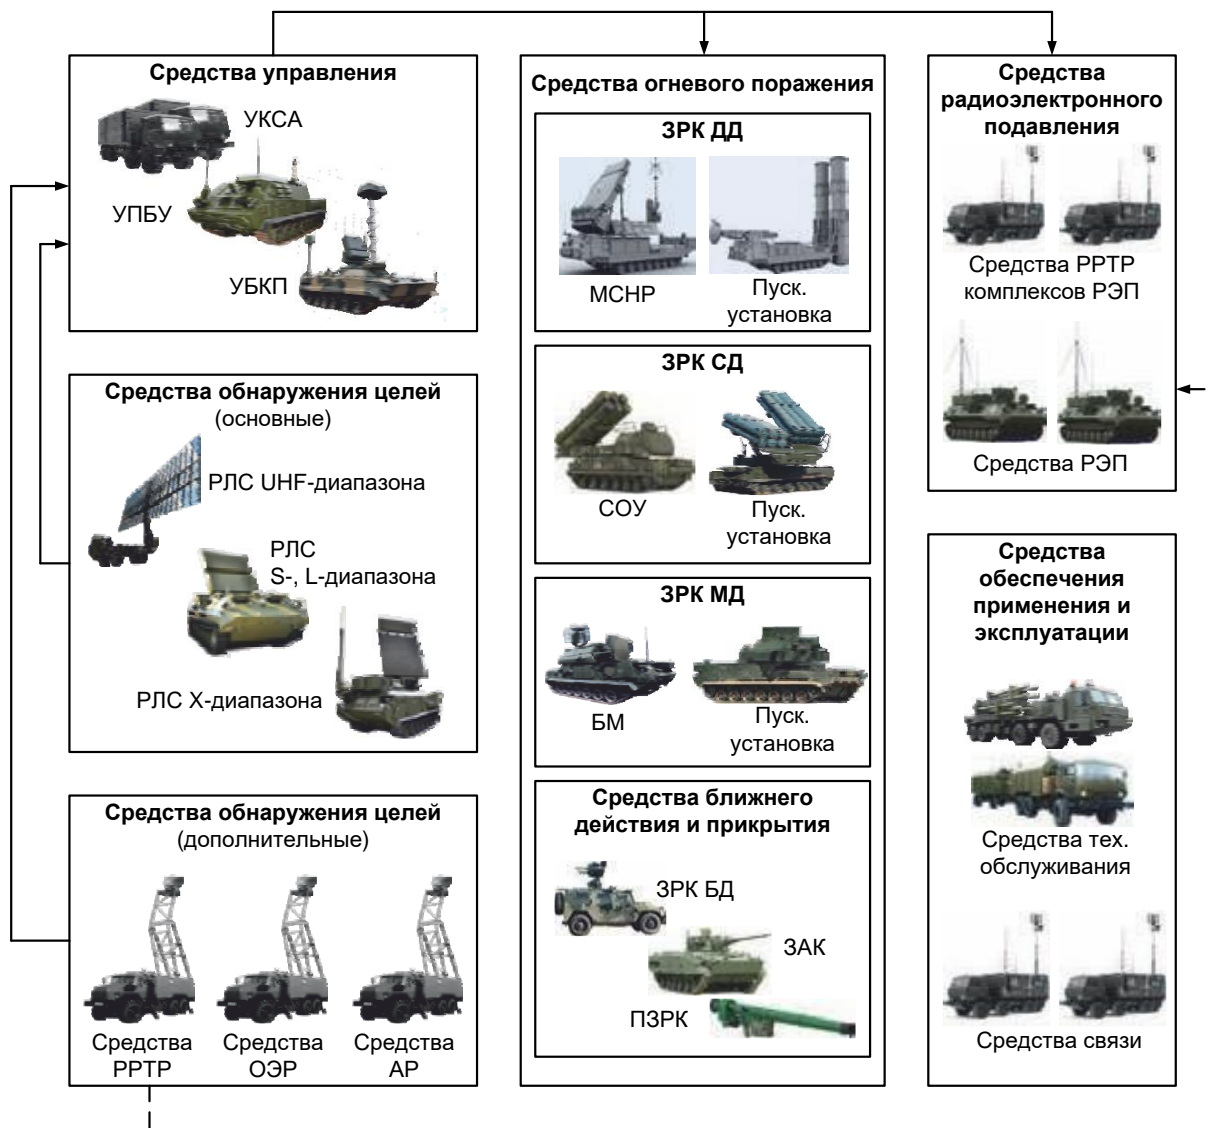 Средства управления
УКСА
УПБУ
УБКП
Средства обнаружения целей
(основные)
РЛС UHF-диапазона
РЛС
S-, L-диапазона
РЛС X-диапазона
Средства обнаружения целей
(дополнительные)
Средства
РРТР
Средства
ОЭР
Средства
АР
Средства огневого поражения
ЗРК ДД
МСНР
Пуск.
установка
ЗРК СД
СОУ
Пуск.
установка
ЗРК МД
БМ
Пуск.
установка
Средства ближнего
действия и прикрытия
ЗРК БД
ЗАК
ПЗРК
Средства
радиоэлектронного
подавления
Средства РРТР
комплексов РЭП
Средства РЭП
Средства
обеспечения
применения и
эксплуатации
Средства тех.
обслуживания
Средства связи